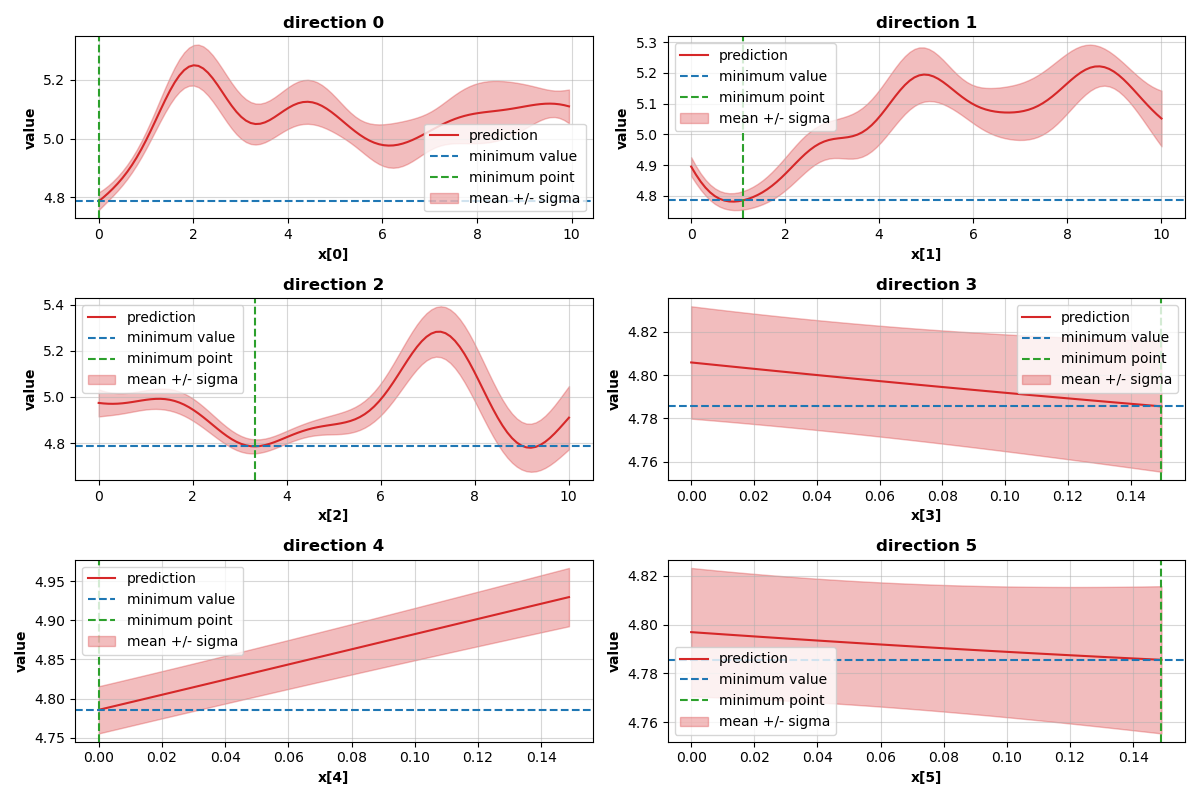 direction 0
value
5.2
5.0
4.8
prediction
minimum value
minimum point
mean +/- sigma
0 2 4 6 8 10
x[0]
direction 1
value
5.3
5.2
5.1
5.0
4.9
4.8
prediction
minimum value
minimum point
mean +/- sigma
0 2 4 6 8 10
x[1]
direction 2
value
5.4
5.2
5.0
4.8
prediction
minimum value
minimum point
mean +/- sigma
0 2 4 6 8 10
x[2]
direction 3
value
4.82
4.80
4.78
4.76
prediction
minimum value
minimum point
mean +/- sigma
0.00 0.02 0.04 0.06 0.08 0.10 0.12 0.14
x[3]
direction 4
value
4.95
4.90
4.85
4.80
4.75
prediction
minimum value
minimum point
mean +/- sigma
0.00 0.02 0.04 0.06 0.08 0.10 0.12 0.14
x[4]
direction 5
value
4.82
4.80
4.78
4.76
prediction
minimum value
minimum point
mean +/- sigma
0.00 0.02 0.04 0.06 0.08 0.10 0.12 0.14
x[5]